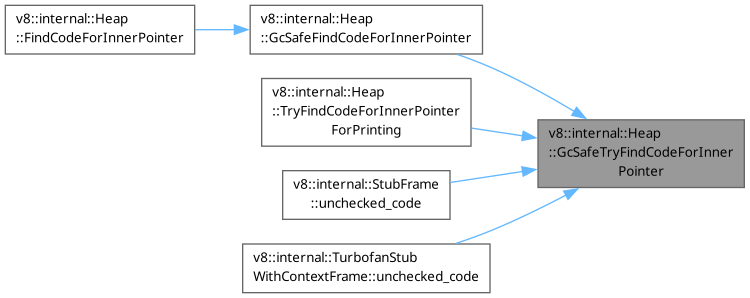 v8::internal::Heap
::FindCodeForInnerPointer
v8::internal::Heap
::GcSafeFindCodeForInnerPointer
v8::internal::Heap
::TryFindCodeForInnerPointer
ForPrinting
v8::internal::StubFrame
::unchecked_code
v8::internal::TurbofanStub
WithContextFrame::unchecked_code
v8::internal::Heap
::GcSafeTryFindCodeForInner
Pointer